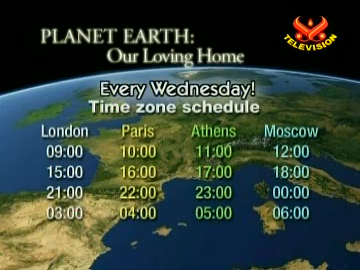 PLANET EARTH:
Our Loving Home
TELEVISION
Every Wednesday!
Time zone schedule
London Paris Athens Moscow
09:00 10:00 11:00 12:00
15:00 16:00 17:00 18:00
21:00 22:00 23:00 00:00
03:00 04:00 05:00 06:00